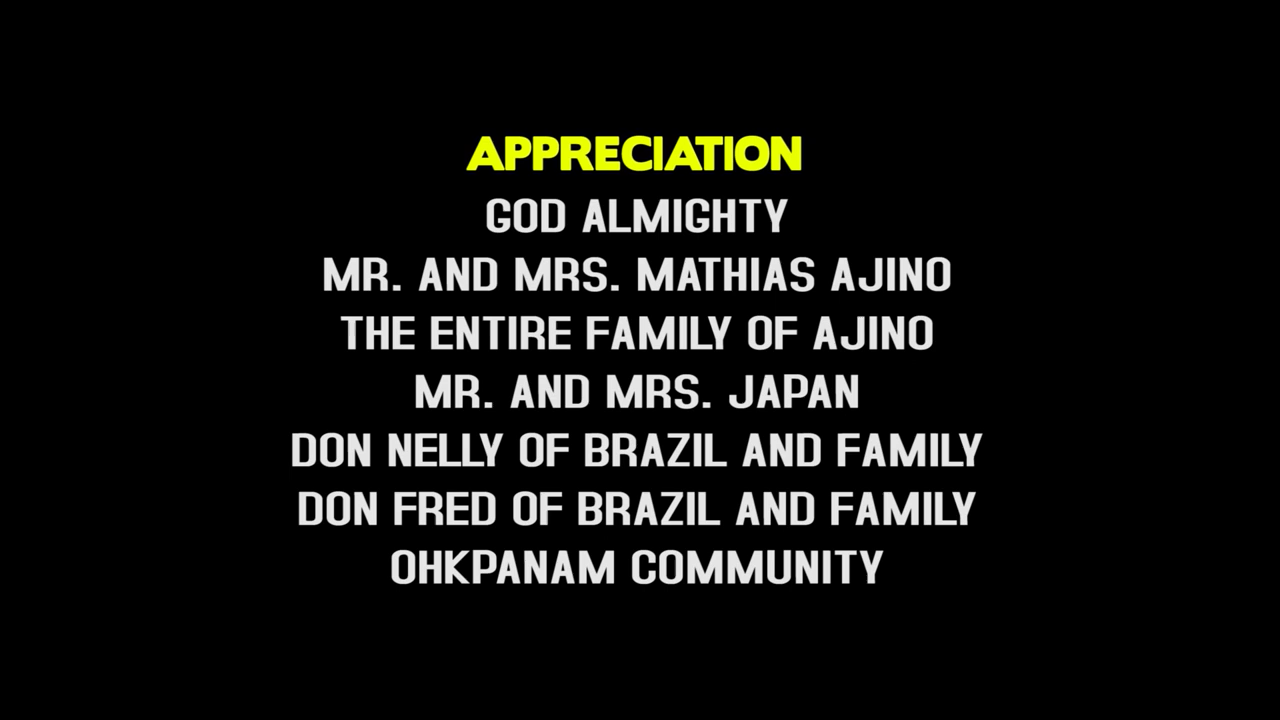 APPRECIATION
GOD ALMIGHTY
MR. AND MRS. MATHIAS AJINO
THE ENTIRE FAMILY OF AJINO
MR. AND MRS. JAPAN
DON NELLY OF BRAZIL AND FAMILY
DON FRED OF BRAZIL AND FAMILY
OHKPANAM COMMUNITY